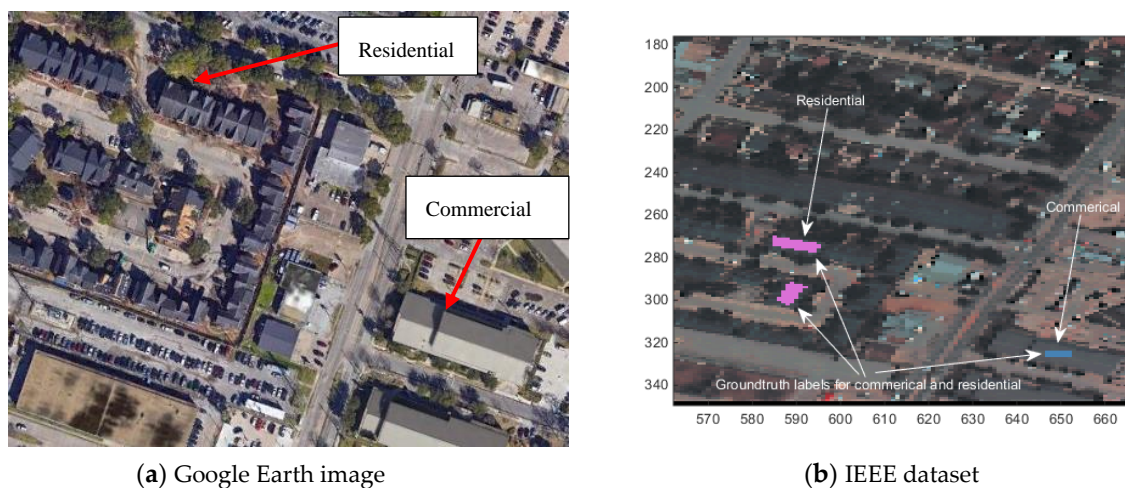 Residential
Commercial
180
200
220
240
260
280
300
320
340
Residential
Commerical
Groundtruth labels for commerical and residential
570 580 590 600 610 620 630 640 650 660
(a) Google Earth image
(b) IEEE dataset